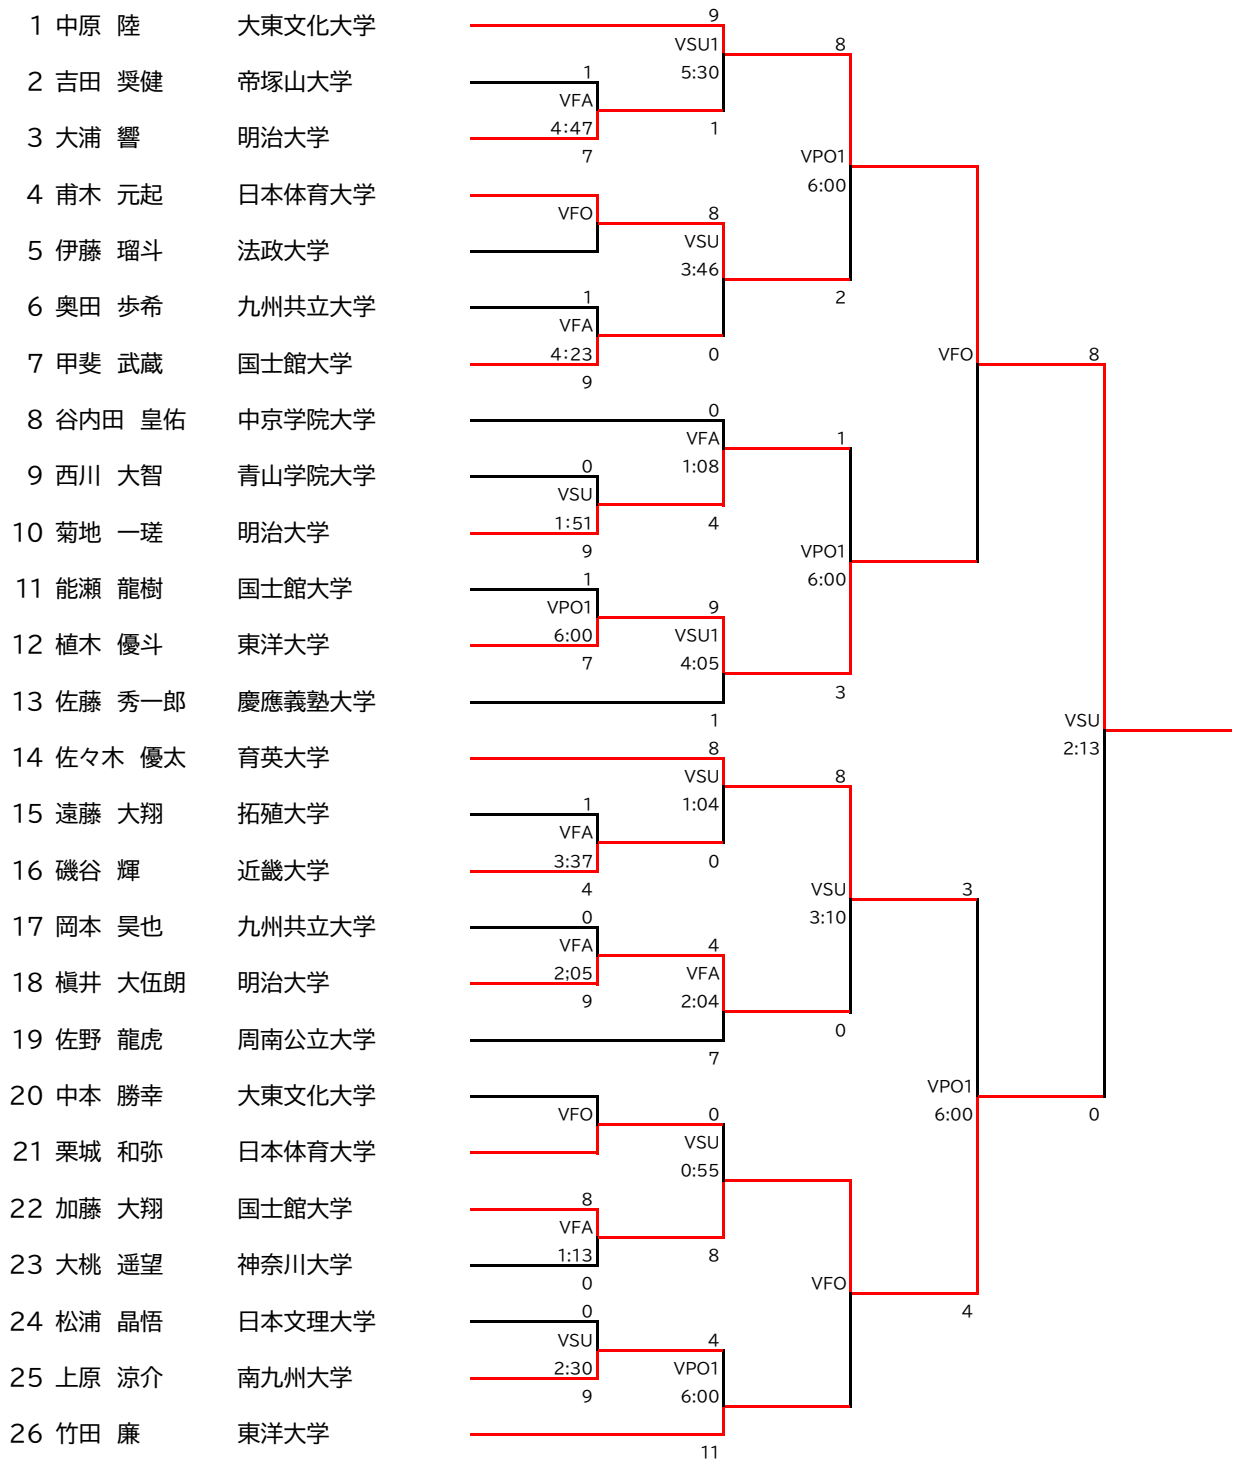 1 中原 陸 大東文化大学 9
VSU1 8
2 吉田 奨健 帝塚山大学 1 5:30
VFA
3 大浦 響 明治大学 4:47 1
7 VPO1
4 甫木 元起 日本体育大学 6:00
VFO 8
5 伊藤 瑠斗 法政大学 VSU
3:46
6 奥田 歩希 九州共立大学 1 2
VFA
7 甲斐 武蔵 国士館大学 4:23 0 VFO 8
9
8 谷内田 皇佑 中京学院大学 0
VFA 1
9 西川 大智 青山学院大学 0 1:08
VSU
10 菊地 一瑳 明治大学 1:51 4
9 VPO1
11 能瀬 龍樹 国士館大学 1 6:00
VPO1 9
12 植木 優斗 東洋大学 6:00 VSU1
7 4:05
13 佐藤 秀一郎 慶應義塾大学 3
1 VSU
14 佐々木 優太 育英大学 8 2:13
VSU 8
15 遠藤 大翔 拓殖大学 1 1:04
VFA
16 磯谷 輝 近畿大学 3:37 0
4 VSU 3
17 岡本 昊也 九州共立大学 0 3:10
VFA 4
18 槇井 大伍朗 明治大学 2;05 VFA
9 2:04
19 佐野 龍虎 周南公立大学 0
7 VPO1
20 中本 勝幸 大東文化大学 6:00 0
VFO 0
21 栗城 和弥 日本体育大学 VSU
0:55
22 加藤 大翔 国士館大学 8
VFA
23 大桃 遥望 神奈川大学 1:13 8
0 VFO
24 松浦 晶悟 日本文理大学 0 4
VSU 4
25 上原 涼介 南九州大学 2:30 VPO1
9 6:00
26 竹田 廉 東洋大学
11